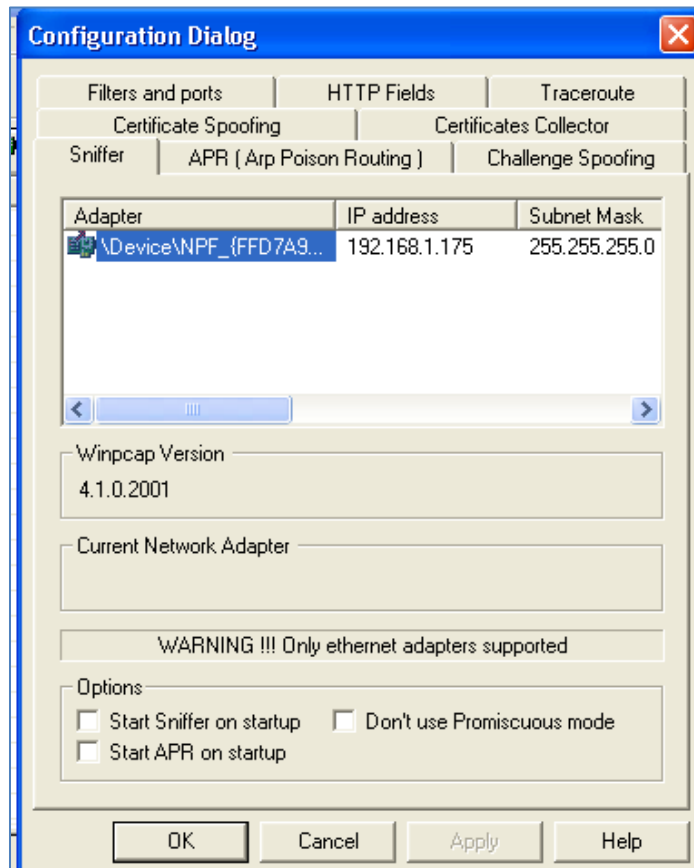 Configuration Dialog
Filters and ports HTTP Fields Traceroute
Certificate Spoofing Certificates Collector
Sniffer APR ( Arp Poison Routing ) Challenge Spoofing
Adapter IP address Subnet Mask
\Device\NPF_{FFD7A9... 192.168.1.175 255.255.255.0
Winpcap Version
4.1.0.2001
Current Network Adapter
WARNING !!! Only ethernet adapters supported
Options
Start Sniffer on startup Don't use Promiscuous mode
Start APR on startup
OK Cancel Apply Help